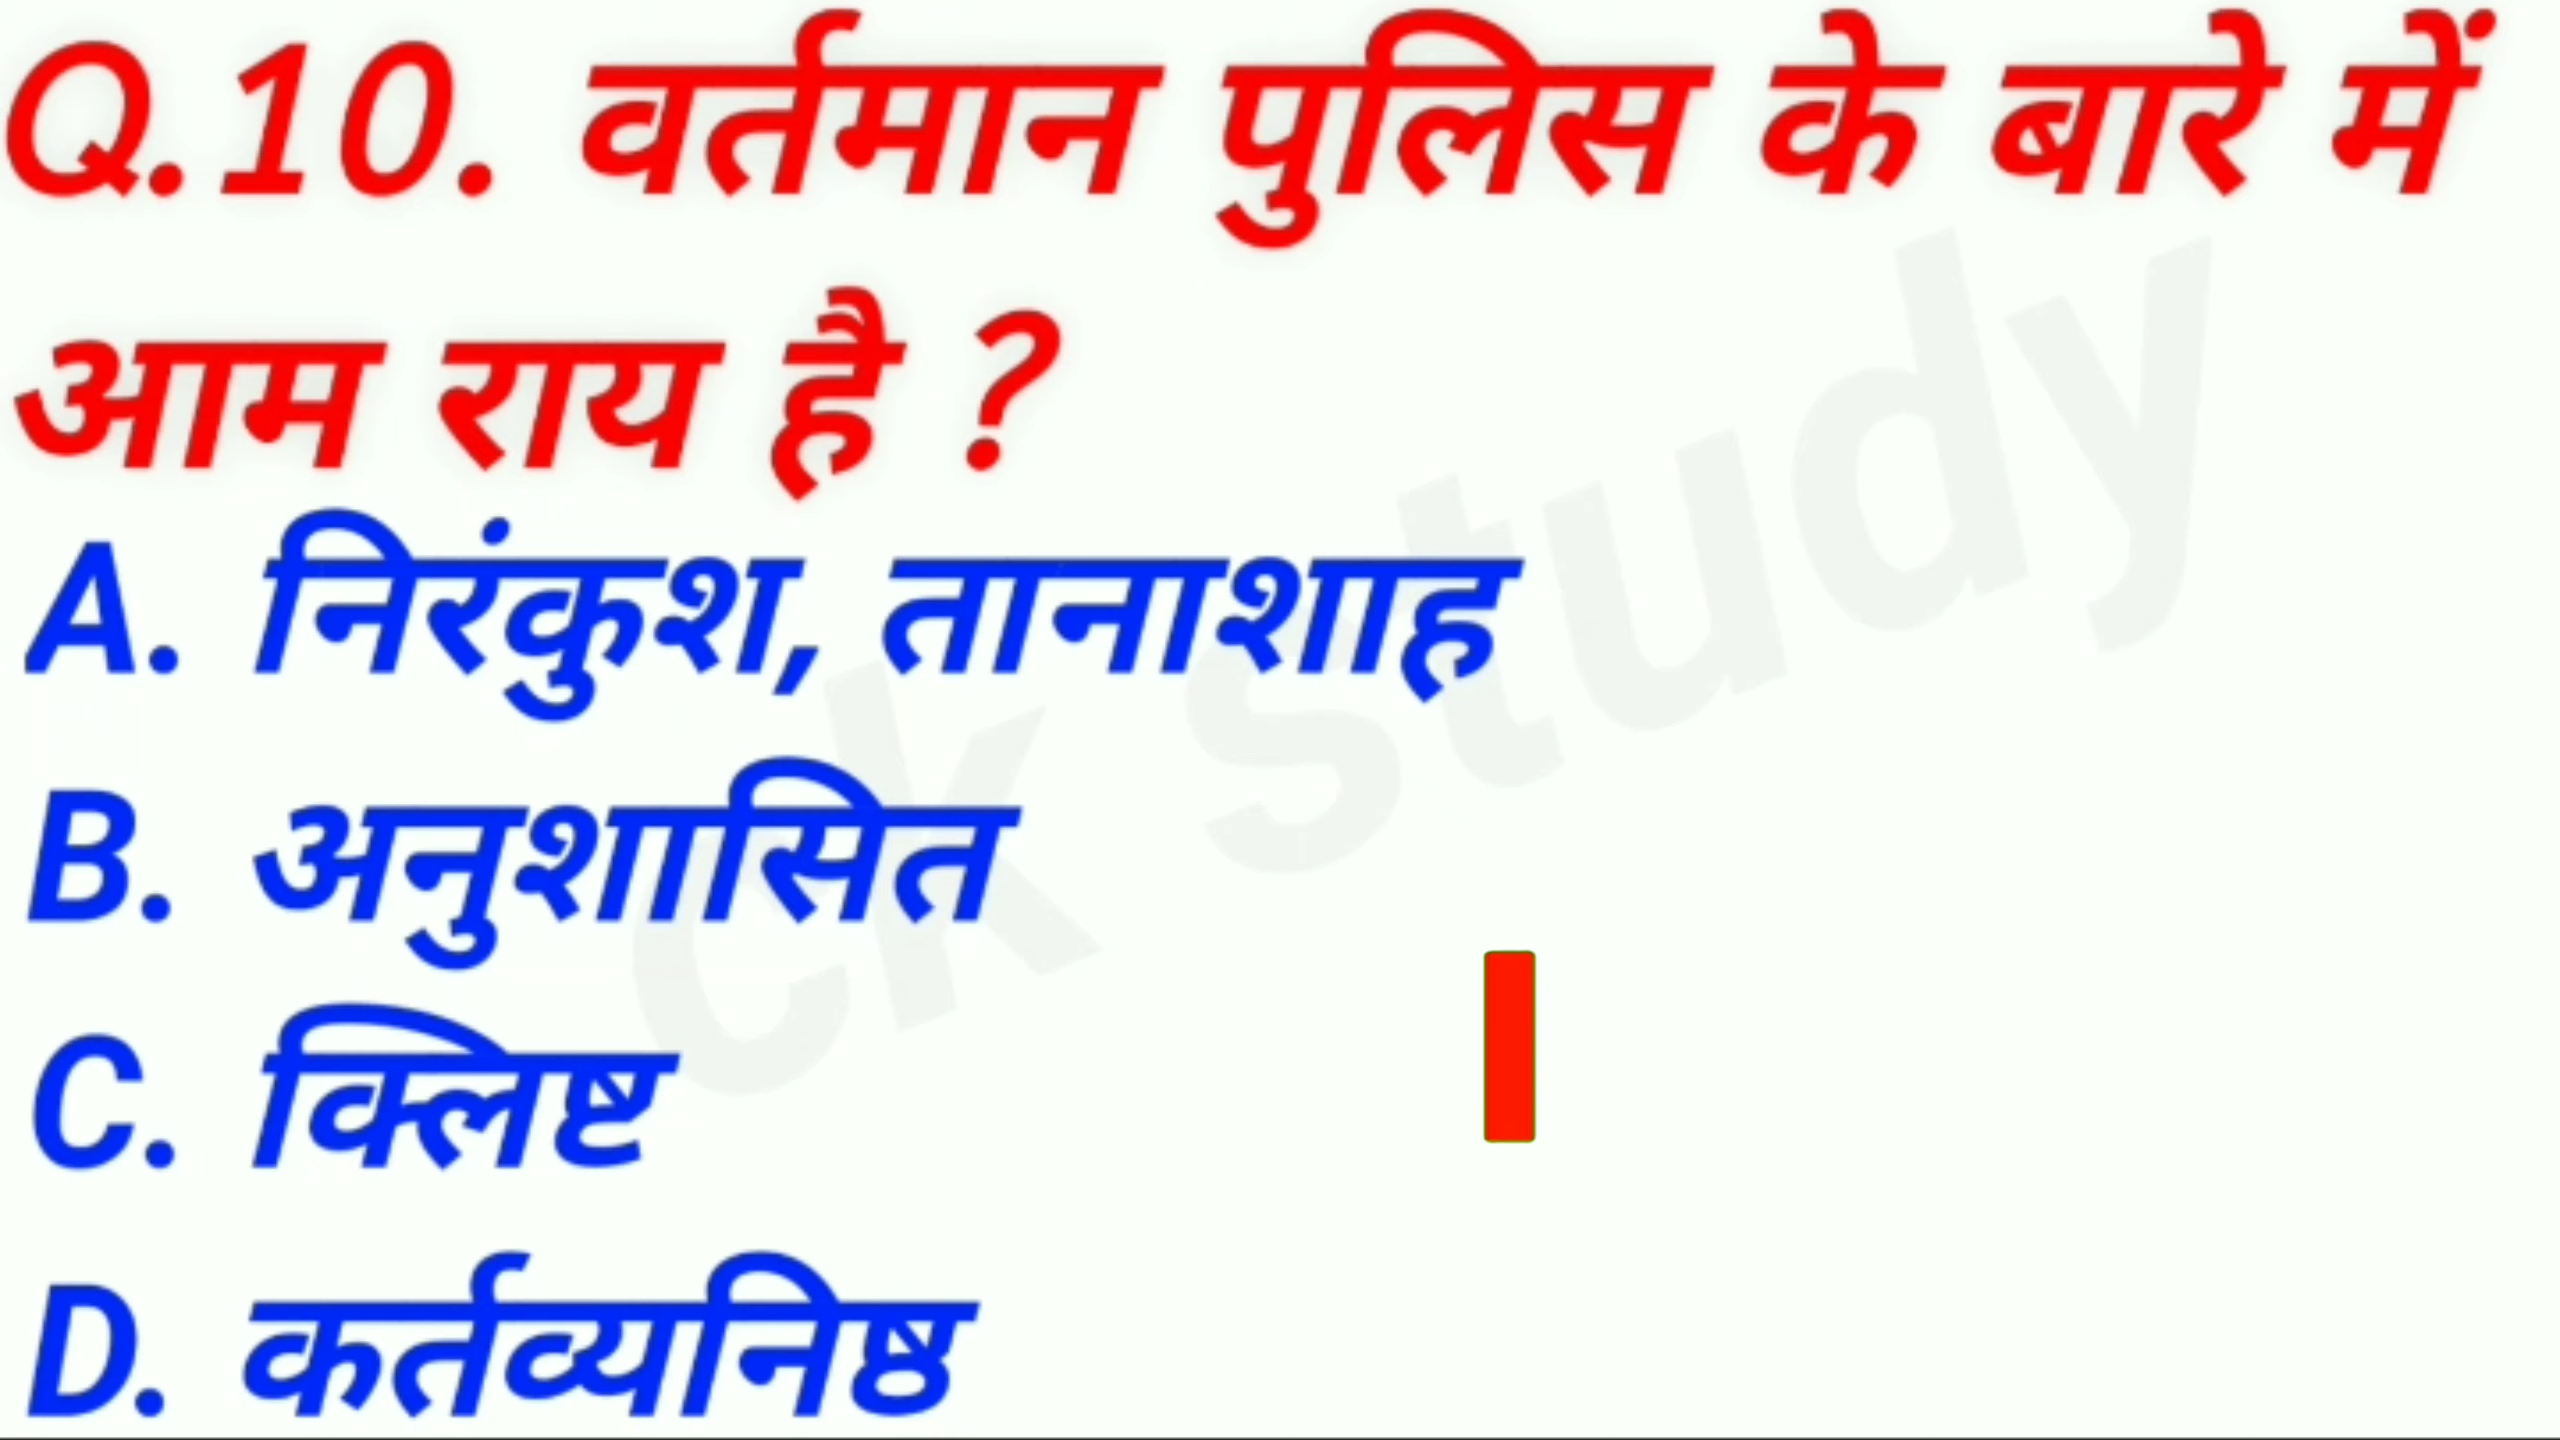 Q.10. वर्तमान पुलिस के बारे में
आम राय है ?
A. निरंकुश, तानाशाह
B. अनुशासित
C. क्लिष्ट
D. कर्तव्यनिष्ठ
ck study